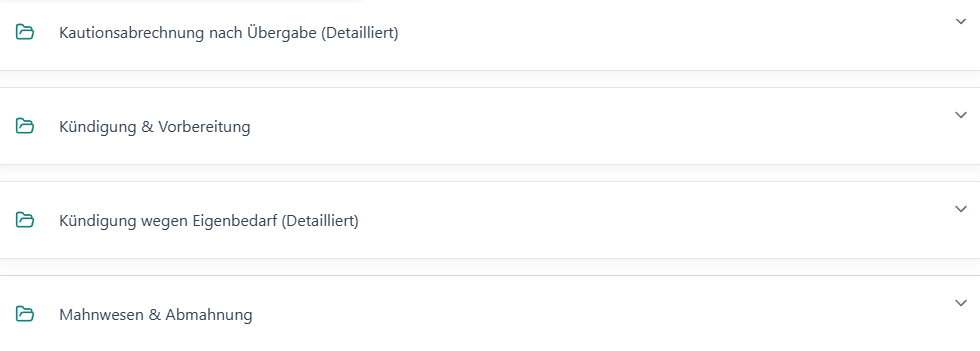 Kautionsabrechnung nach Übergabe (Detailliert)
Kündigung & Vorbereitung
Kündigung wegen Eigenbedarf (Detailliert)
Mahnwesen & Abmahnung